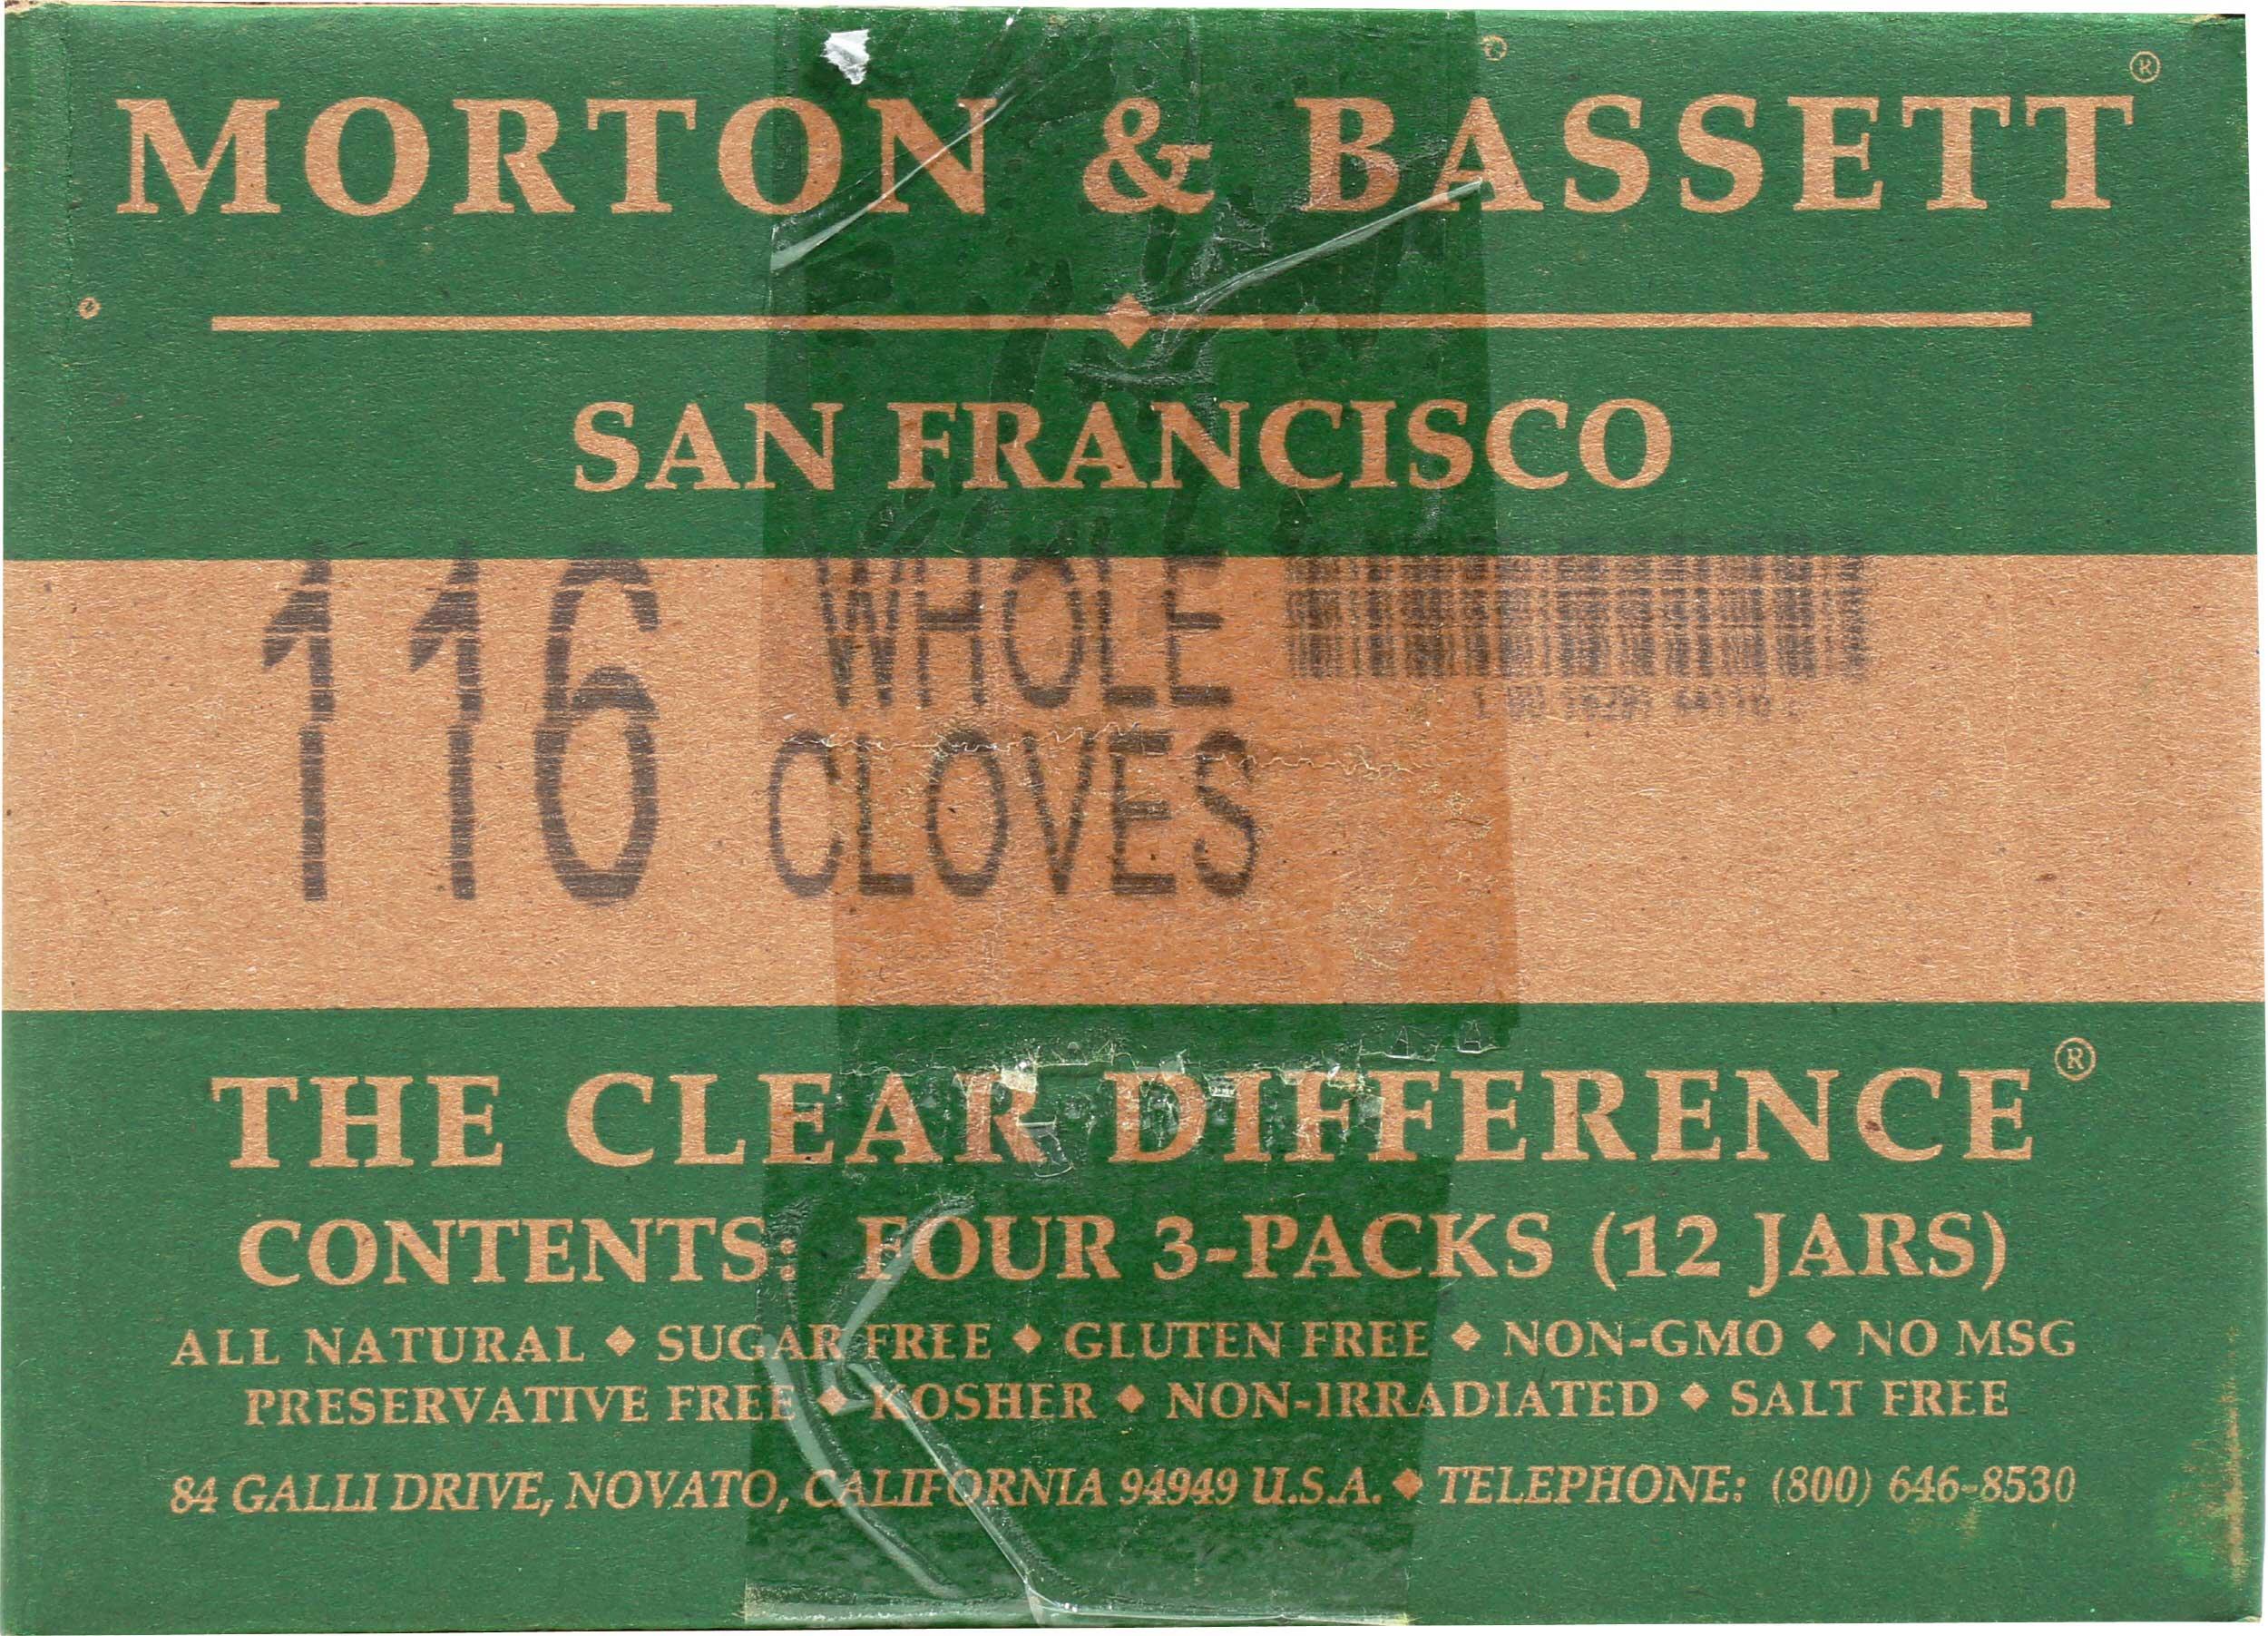 MORTON & BASSETT®
SAN FRANCISCO
116 WHOLE
CLOVES
THE CLEAR DIFFERENCE®
CONTENTS: FOUR 3-PACKS (12 JARS)
ALL NATURAL ◆ SUGAR FREE ◆ GLUTEN FREE ◆ NON-GMO ◆ NO MSG
PRESERVATIVE FREE ◆ KOSHER ◆ NON-IRRADIATED ◆ SALT FREE
84 GALLI DRIVE, NOVATO, CALIFORNIA 94949 U.S.A. ◆ TELEPHONE: (800) 646-8530